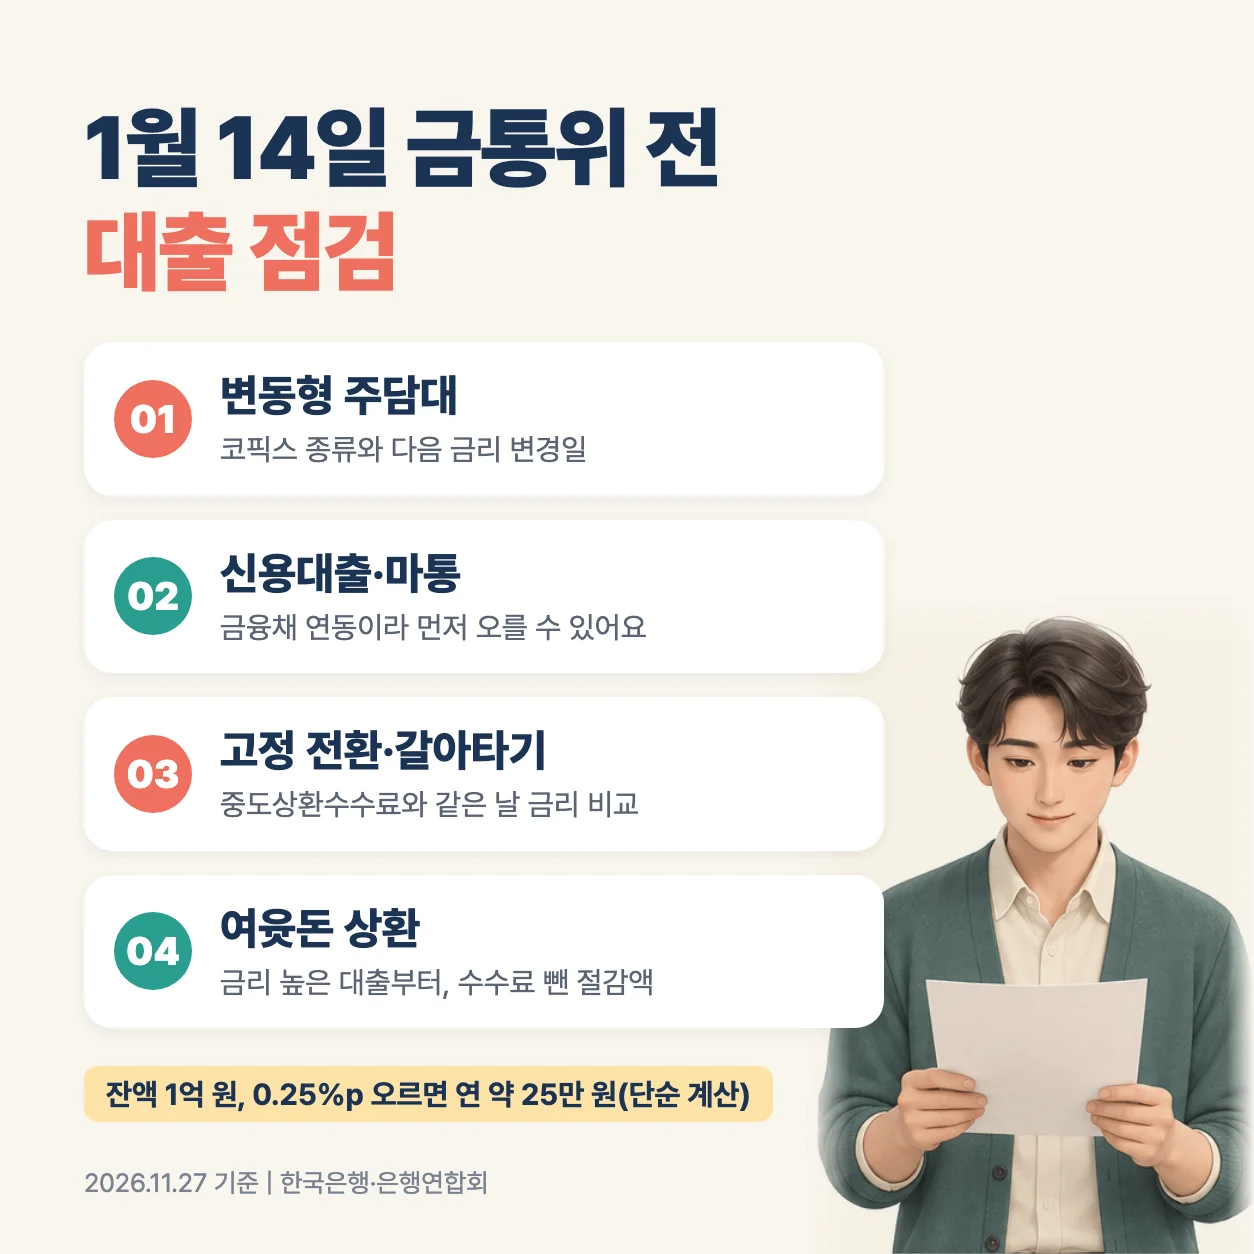 1월 14일 금통위 전
대출 점검
01
변동형 주담대
코픽스 종류와 다음 금리 변경일
02
신용대출·마통
금융채 연동이라 먼저 오를 수 있어요
03
고정 전환·갈아타기
중도상환수수료와 같은 날 금리 비교
04
여윳돈 상환
금리 높은 대출부터, 수수료 뺀 절감액
잔액 1억 원, 0.25%p 오르면 연 약 25만 원(단순 계산)
2026.11.27 기준 | 한국은행·은행연합회